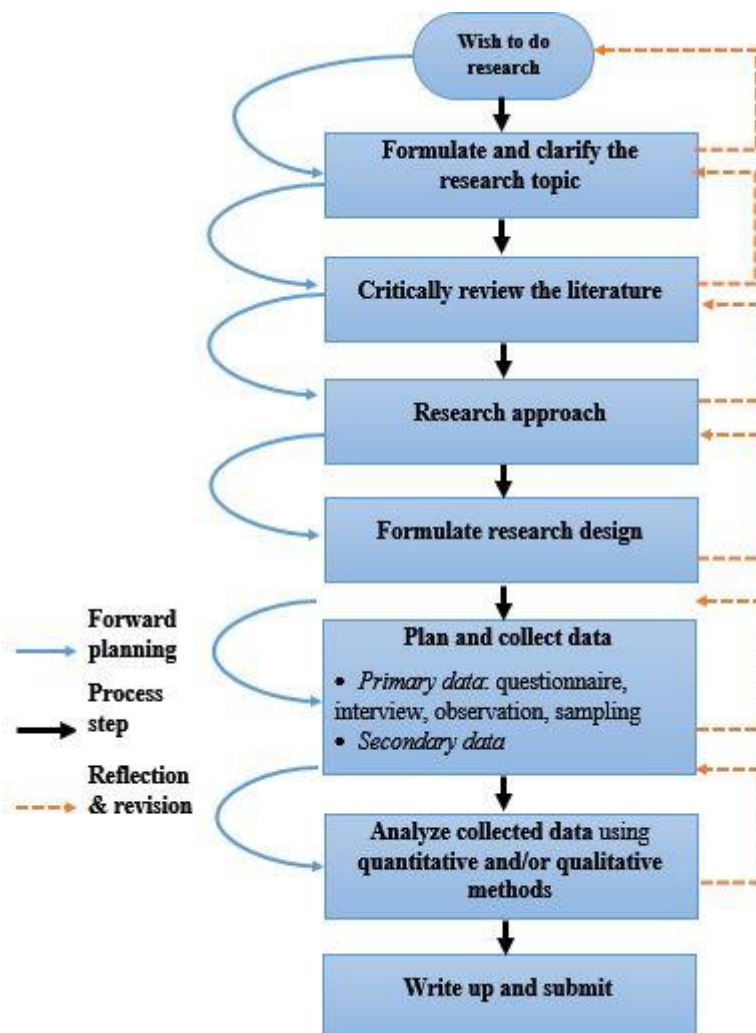 Wish to do
research
Formulate and clarify the
research topic
Critically review the literature
Research approach
Formulate research design
Plan and collect data
• Primary data: questionnaire,
interview, observation, sampling
• Secondary data
Analyze collected data using
quantitative and/or qualitative
methods
Write up and submit
Forward
planning
Process
step
Reflection
& revision